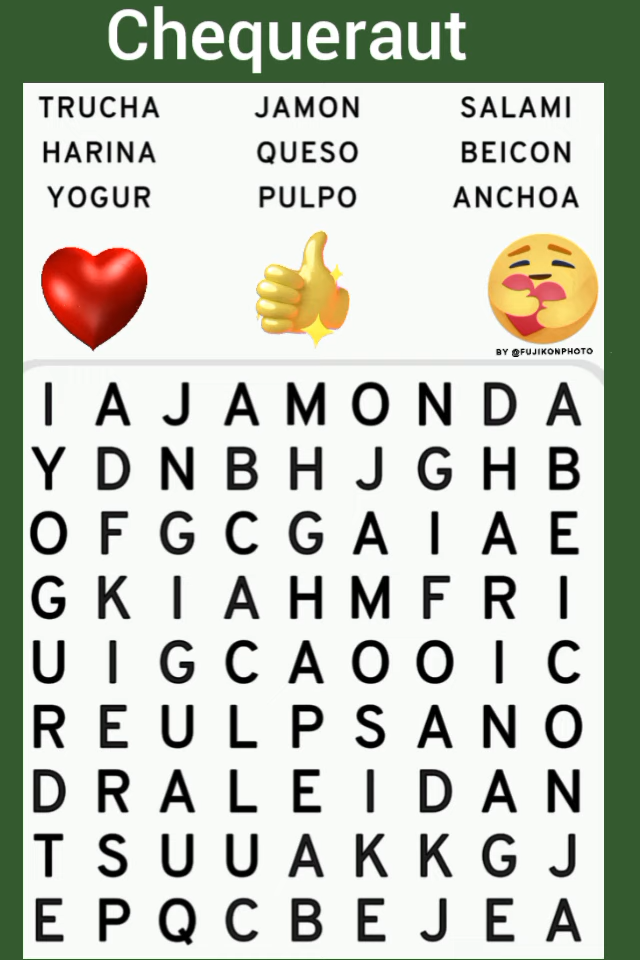 Chequeraut
TRUCHA JAMON SALAMI
HARINA QUESO BEICON
YOGUR PULPO ANCHOA
BY @FUJIKONPHOTO
I A J A M O N D A
Y D N B H J G H B
O F G C G A I A E
G K I A H M F R I
U I G C A O O I C
R E U L P S A N O
D R A L E I D A N
T S U U A K K G J
E P Q C B E J E A